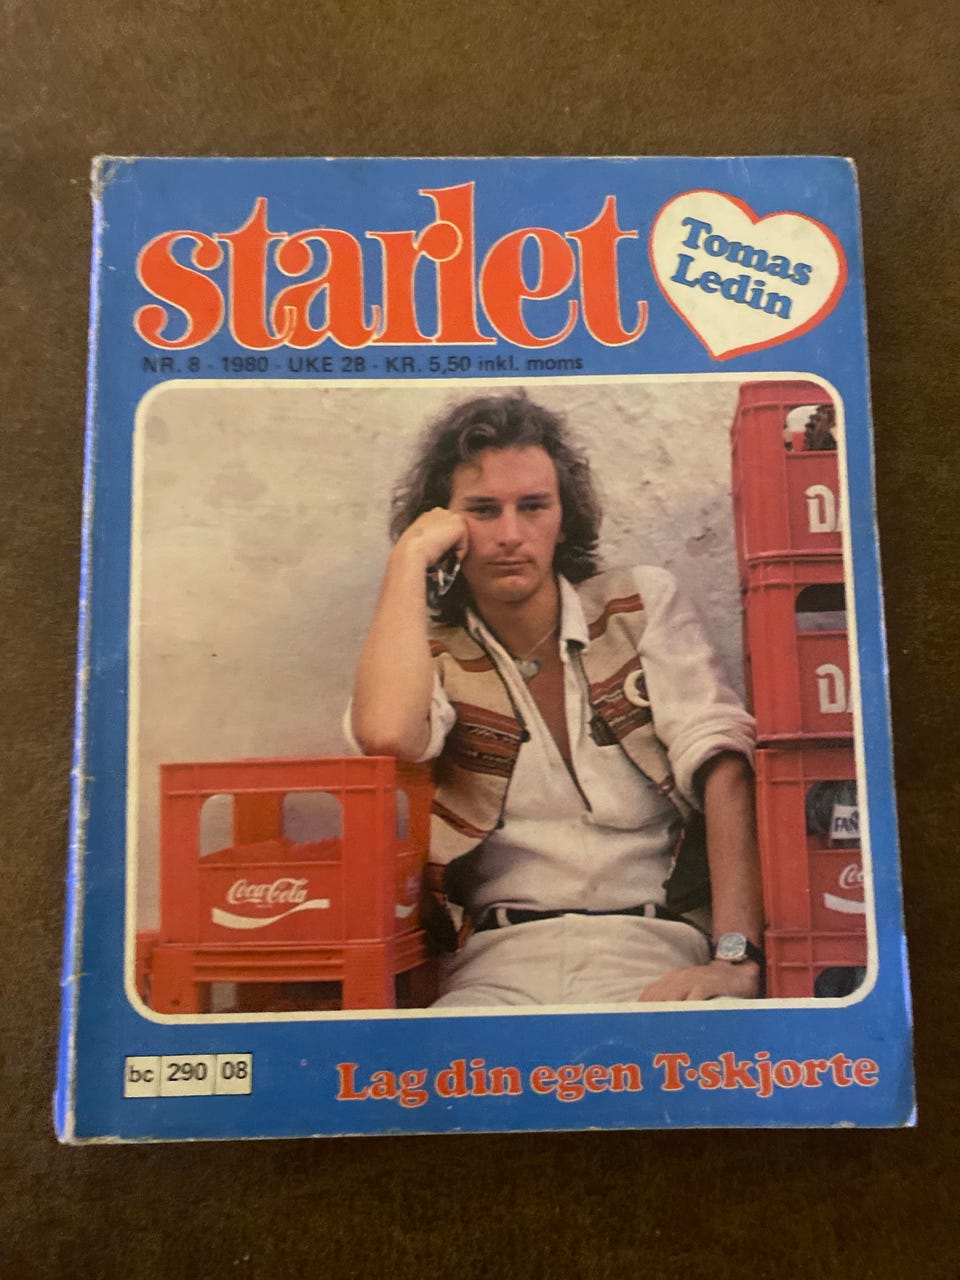 starlet
Tomas
Ledin
NR. 8 - 1980 - UKE 28 - KR. 5,50 inkl. moms
Coca-Cola
FAN
bc 290 08
Lag din egen T-skjorte